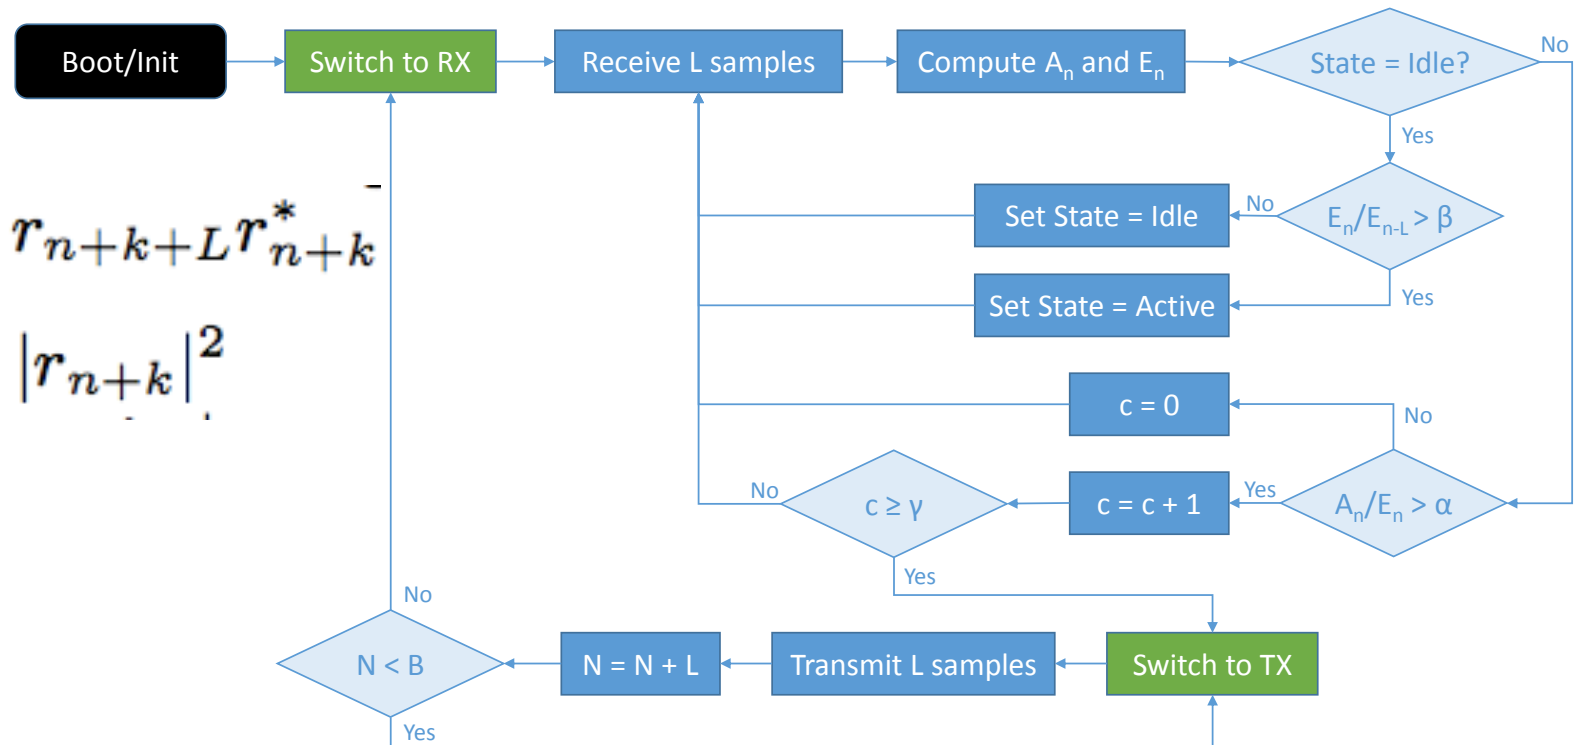 Boot/Init
Switch to RX
Receive L samples
Compute Aₙ and Eₙ
State = Idle?
No
Yes
Set State = Idle
No
Eₙ/Eₙ₋L > β
Set State = Active
Yes
rₙ₊ₖ₊L r*ₙ₊ₖ
|rₙ₊ₖ|²
c = 0
No
No
c ≥ γ
c = c + 1
Yes
Aₙ/Eₙ > α
Yes
No
N < B
N = N + L
Transmit L samples
Switch to TX
Yes